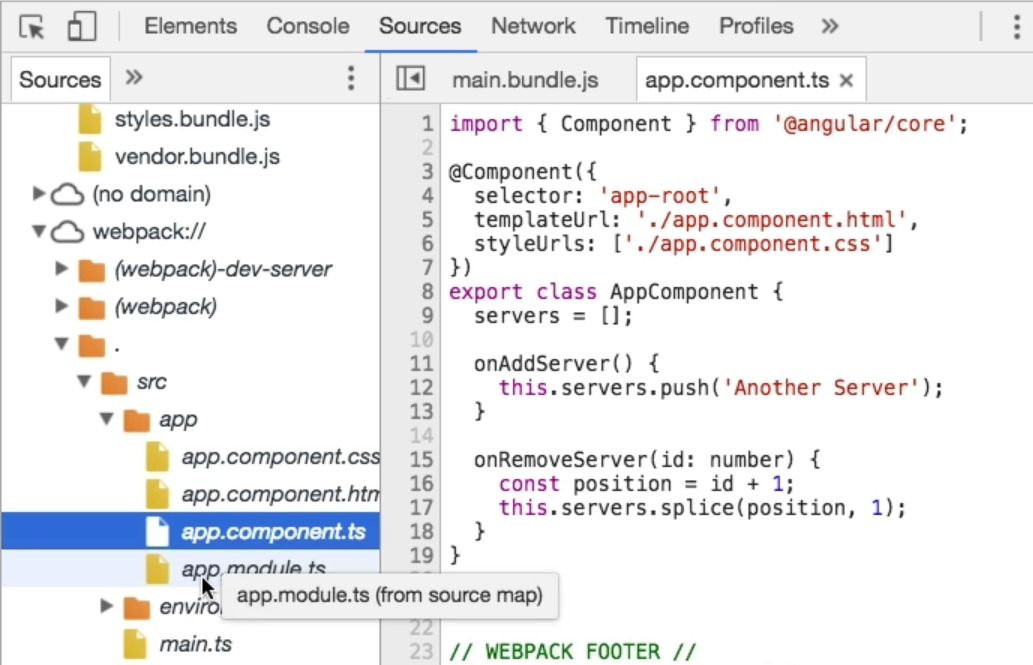 Elements Console Sources Network Timeline Profiles »
Sources »
main.bundle.js app.component.ts ×
styles.bundle.js
vendor.bundle.js
(no domain)
webpack://
(webpack)-dev-server
(webpack)
.
src
app
app.component.css
app.component.htm
app.component.ts
app.module.ts
app.module.ts (from source map)
enviro
main.ts
1 import { Component } from '@angular/core';
2
3 @Component({
4   selector: 'app-root',
5   templateUrl: './app.component.html',
6   styleUrls: ['./app.component.css']
7 })
8 export class AppComponent {
9   servers = [];
10
11   onAddServer() {
12     this.servers.push('Another Server');
13   }
14
15   onRemoveServer(id: number) {
16     const position = id + 1;
17     this.servers.splice(position, 1);
18   }
19 }
22
23 // WEBPACK FOOTER //